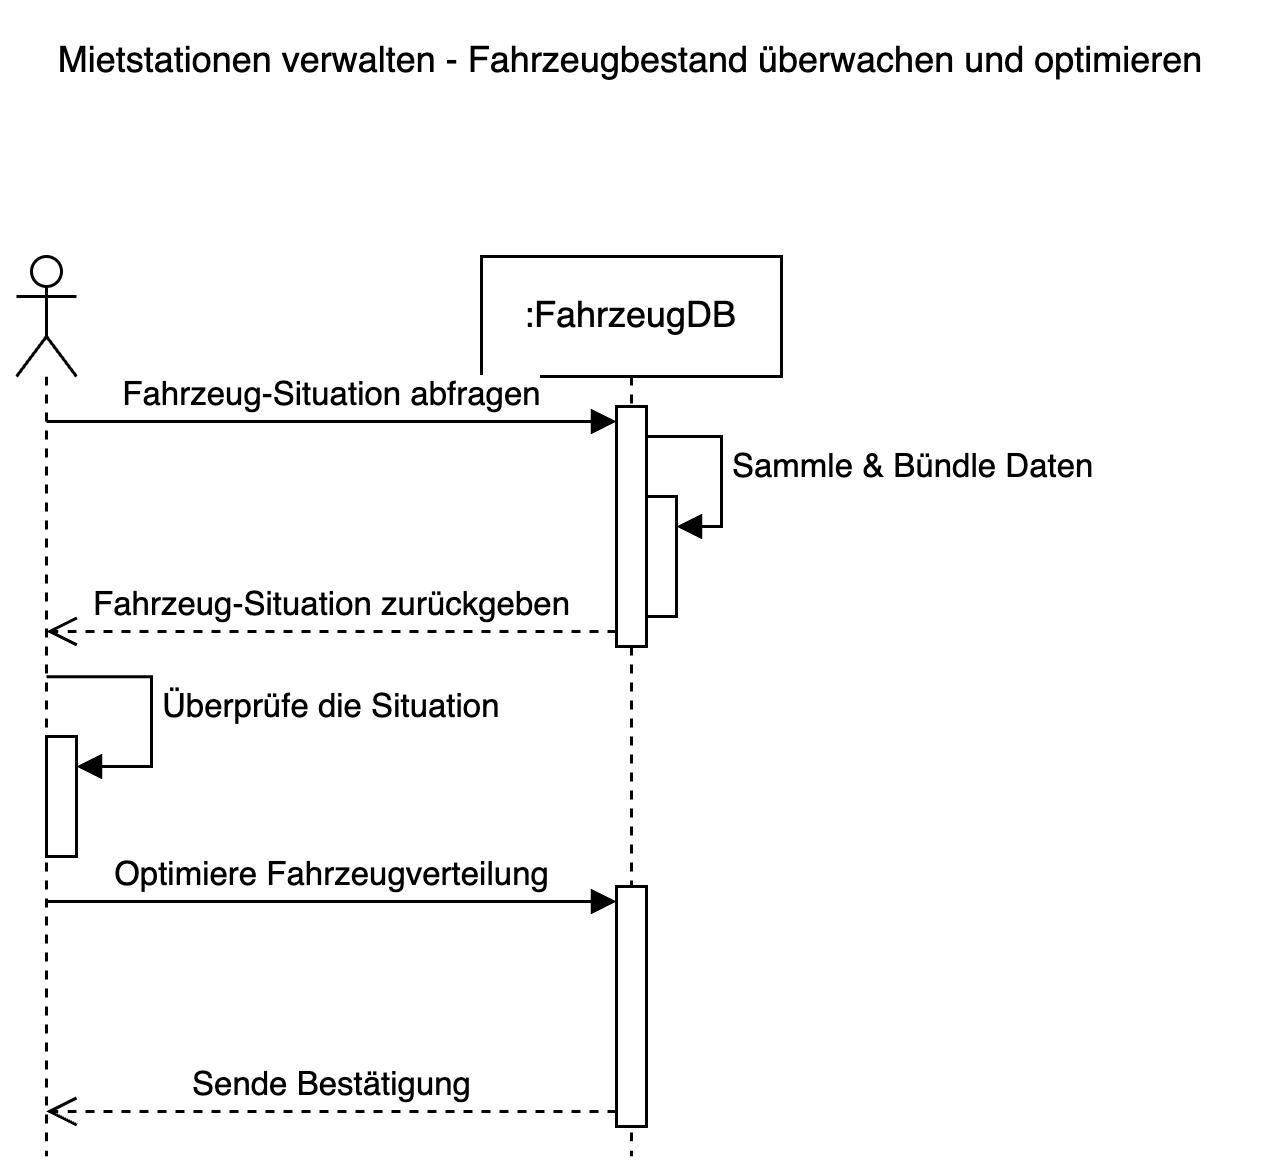 Mietstationen verwalten - Fahrzeugbestand überwachen und optimieren
:FahrzeugDB
Fahrzeug-Situation abfragen
Sammle & Bündle Daten
Fahrzeug-Situation zurückgeben
Überprüfe die Situation
Optimiere Fahrzeugverteilung
Sende Bestätigung